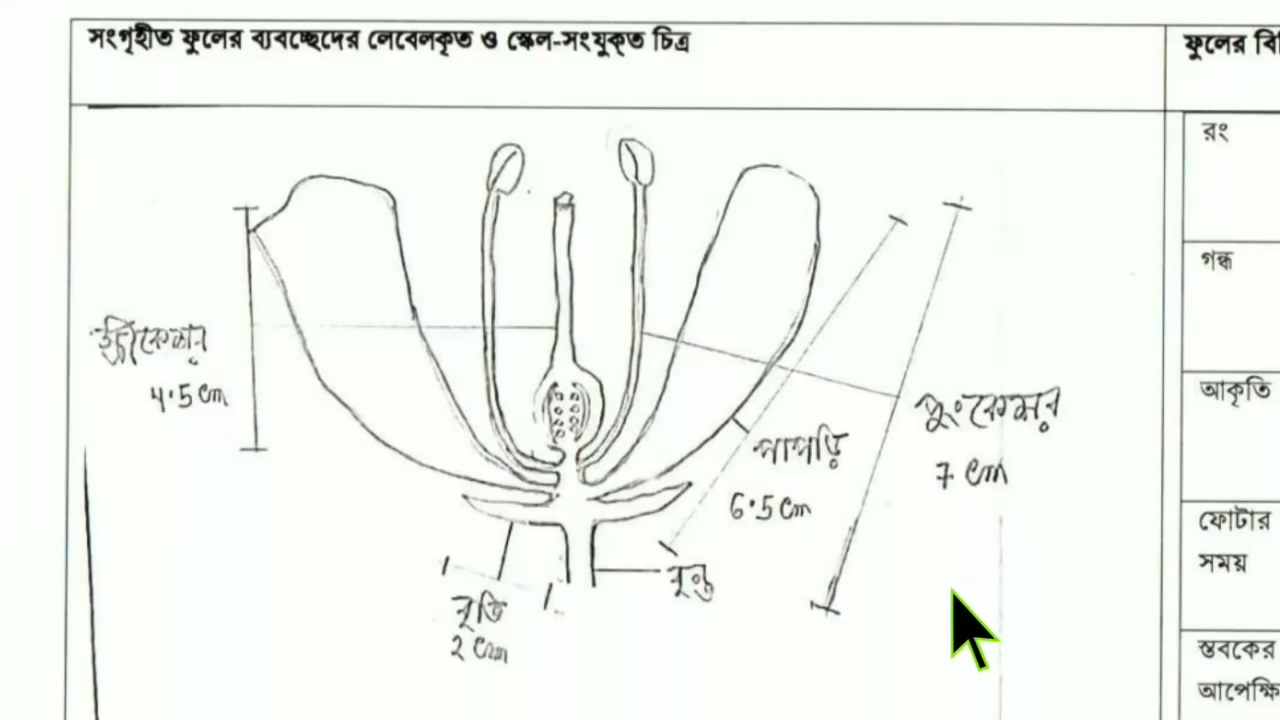 সংগৃহীত ফুলের ব্যবচ্ছেদের লেবেলকৃত ও স্কেল-সংযুক্ত চিত্র
ফুলের
রং
গন্ধ
আকৃতি
ফোটার
সময়
স্তবকের
স্ত্রীকেশর
4.5 cm
পুংকেশর
7 cm
পাপড়ি
6.5 cm
বৃন্ত
বৃতি
2 cm